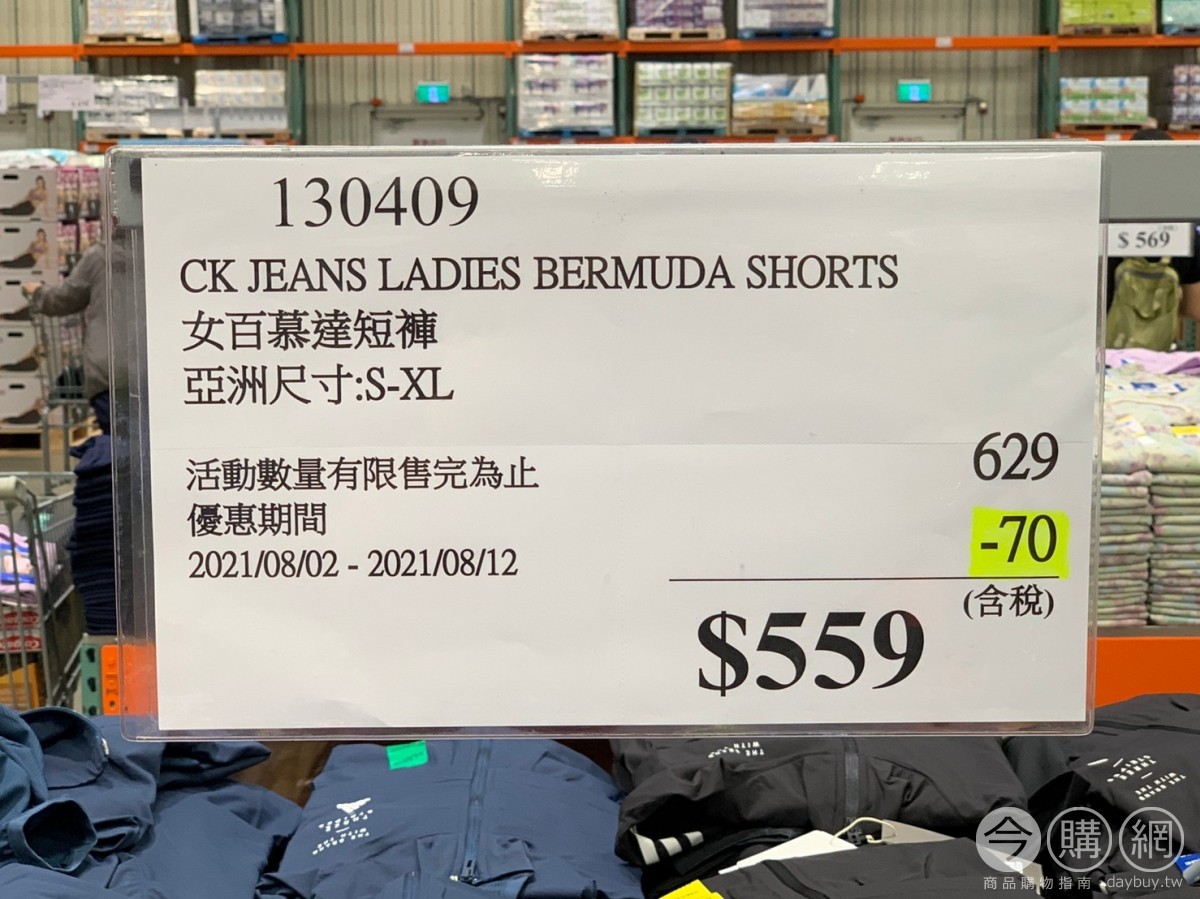 130409
CK JEANS LADIES BERMUDA SHORTS
女百慕達短褲
亞洲尺寸:S-XL
629
活動數量有限售完為止
優惠期間
-70
2021/08/02 - 2021/08/12
(含稅)
$559
$ 569
今購網
商品購物指南 daybuy.tw